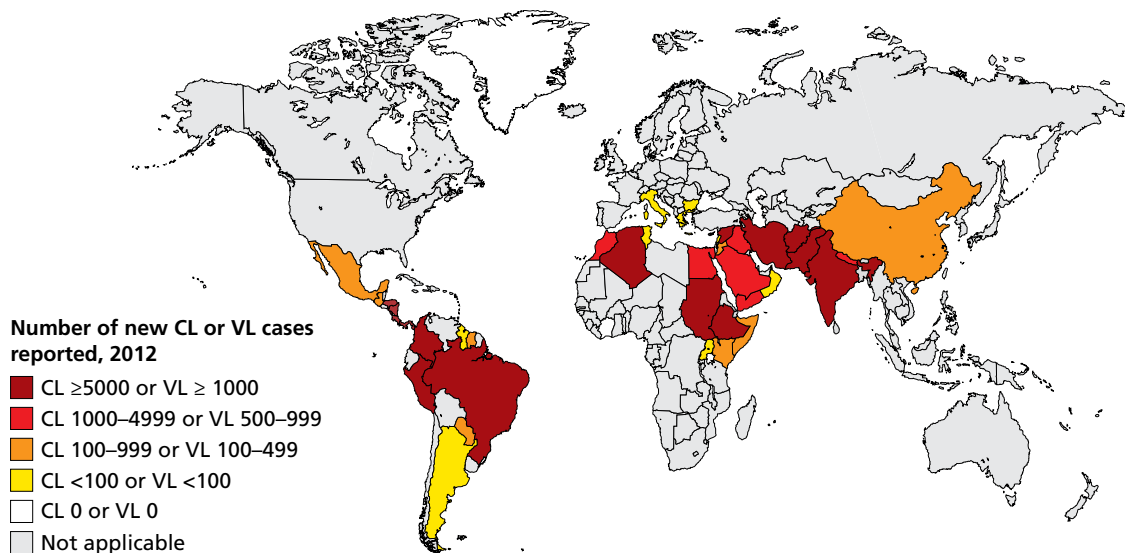 Number of new CL or VL cases
reported, 2012
CL ≥5000 or VL ≥ 1000
CL 1000–4999 or VL 500–999
CL 100–999 or VL 100–499
CL <100 or VL <100
CL 0 or VL 0
Not applicable